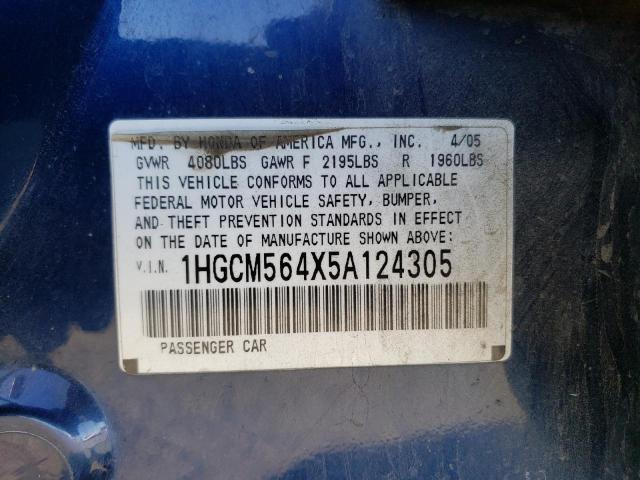 MFD. BY HONDA OF AMERICA MFG., INC. 4/05
GVWR 4080LBS GAWR F 2195LBS R 1960LBS
THIS VEHICLE CONFORMS TO ALL APPLICABLE
FEDERAL MOTOR VEHICLE SAFETY, BUMPER,
AND THEFT PREVENTION STANDARDS IN EFFECT
ON THE DATE OF MANUFACTURE SHOWN ABOVE:
V.I.N. 1HGCM564X5A124305
PASSENGER CAR